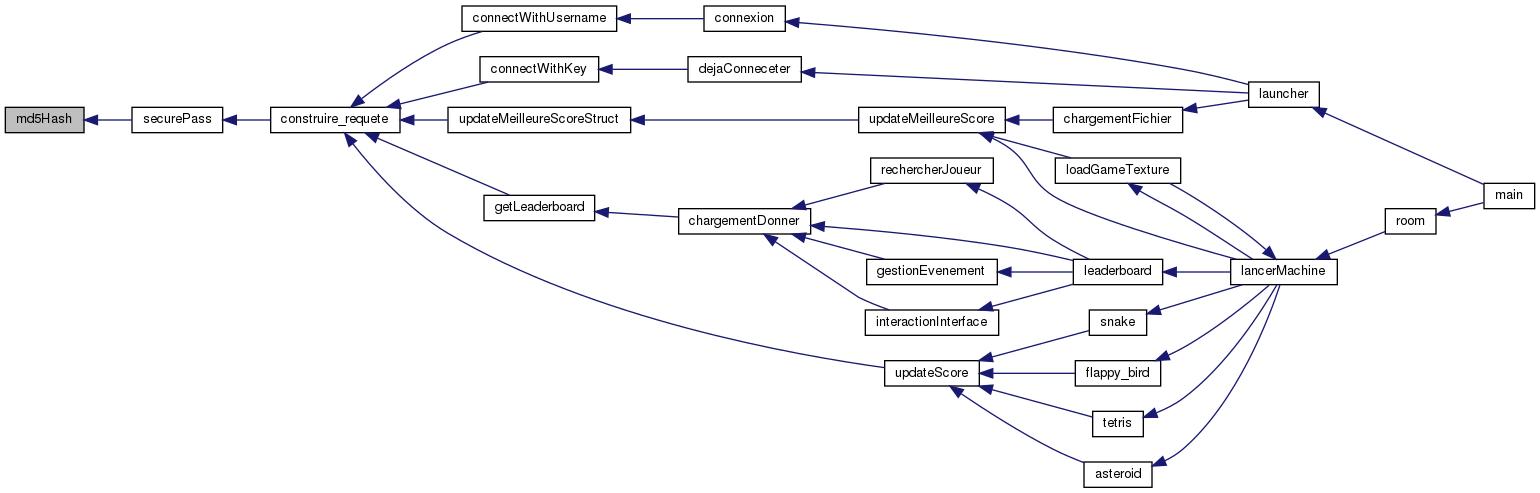 connectWithUsername
connexion
connectWithKey
dejaConneceter
launcher
md5Hash
securePass
construire_requete
updateMeilleureScoreStruct
updateMeilleureScore
chargementFichier
rechercherJoueur
loadGameTexture
main
getLeaderboard
chargementDonner
room
gestionEvenement
leaderboard
lancerMachine
interactionInterface
snake
updateScore
flappy_bird
tetris
asteroid